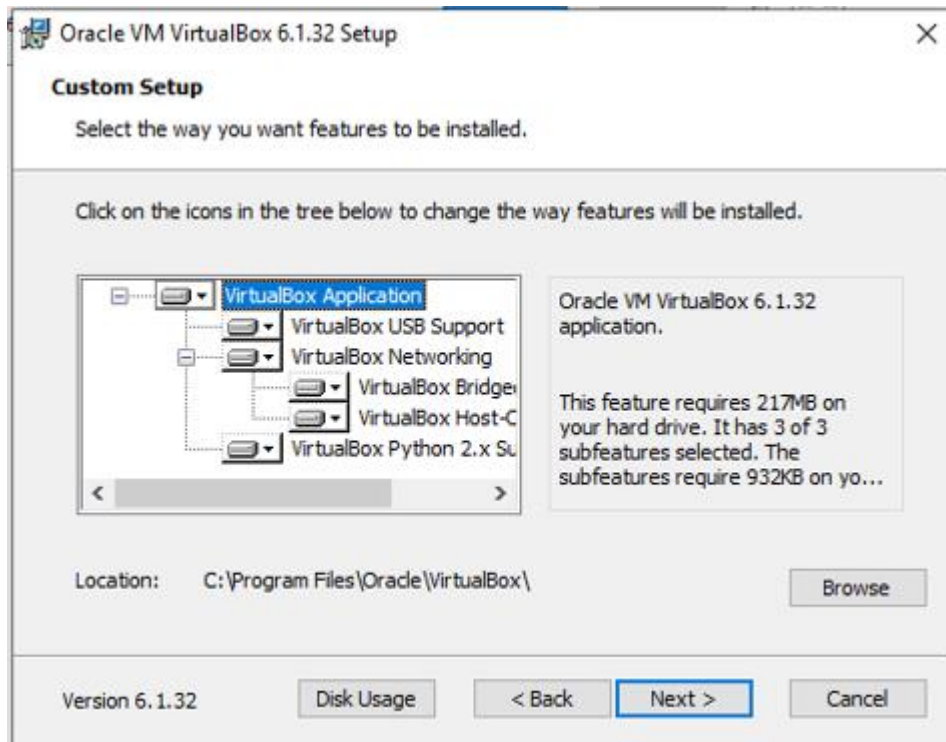 Oracle VM VirtualBox 6.1.32 Setup
Custom Setup
Select the way you want features to be installed.
Click on the icons in the tree below to change the way features will be installed.
VirtualBox Application
VirtualBox USB Support
VirtualBox Networking
VirtualBox Bridge
VirtualBox Host-C
VirtualBox Python 2.x Su
Oracle VM VirtualBox 6.1.32
application.
This feature requires 217MB on
your hard drive. It has 3 of 3
subfeatures selected. The
subfeatures require 932KB on yo...
Location: C:\Program Files\Oracle\VirtualBox\
Browse
Version 6.1.32
Disk Usage
< Back
Next >
Cancel